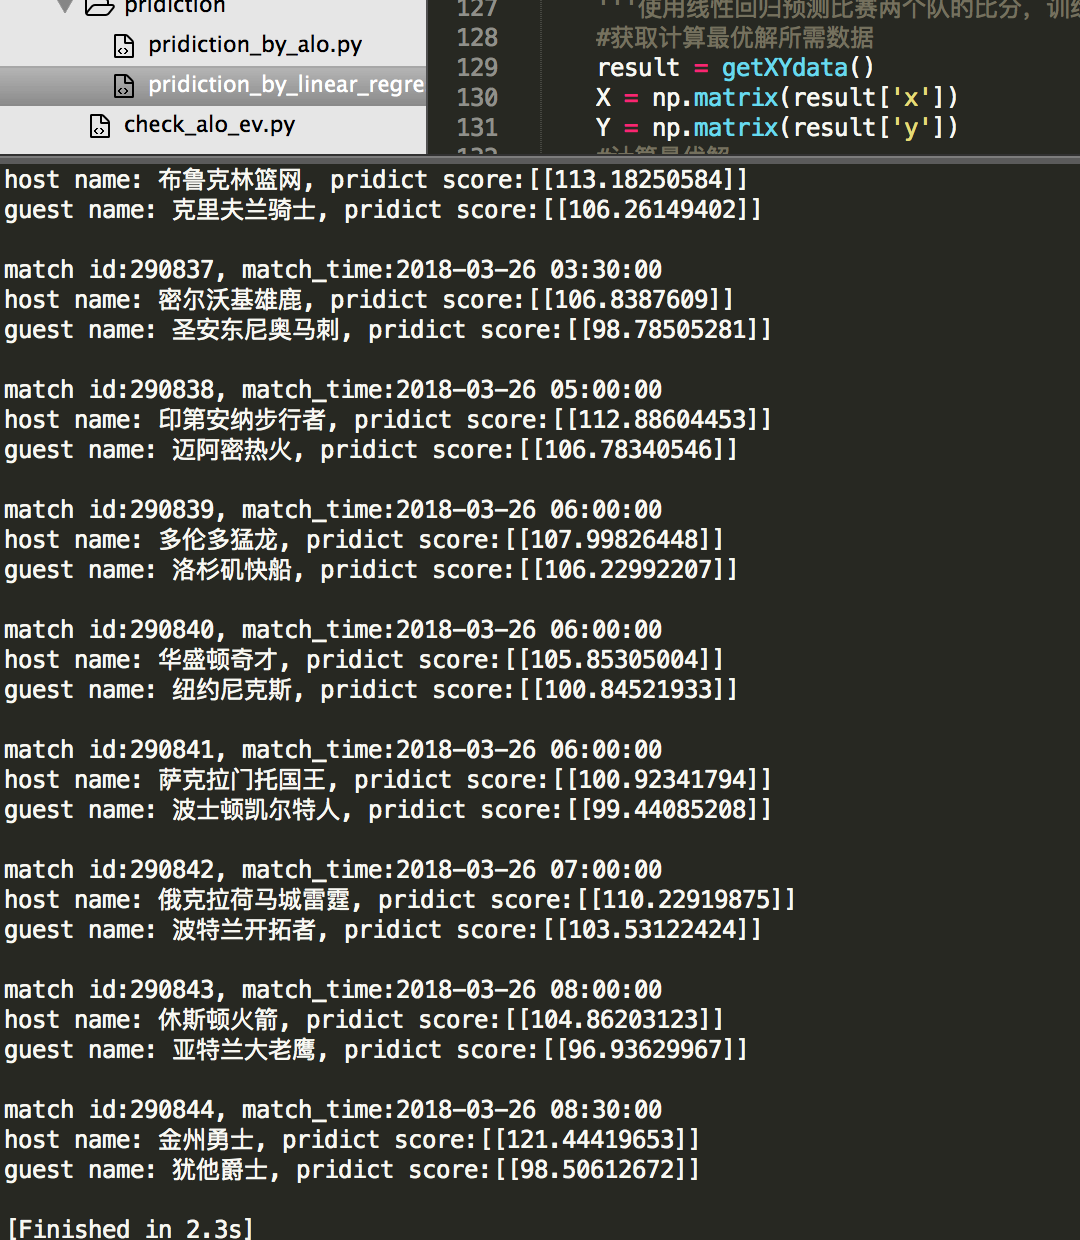 pridiction
pridiction_by_alo.py
pridiction_by_linear_regre
check_alo_ev.py
127 '''使用线性回归预测比赛两个队的比分，训练
128 #获取计算最优解所需数据
129 result = getXYdata()
130 X = np.matrix(result['x'])
131 Y = np.matrix(result['y'])
132 #计算最优解
host name: 布鲁克林篮网, pridict score:[[113.18250584]]
guest name: 克里夫兰骑士, pridict score:[[106.26149402]]
match id:290837, match_time:2018-03-26 03:30:00
host name: 密尔沃基雄鹿, pridict score:[[106.8387609]]
guest name: 圣安东尼奥马刺, pridict score:[[98.78505281]]
match id:290838, match_time:2018-03-26 05:00:00
host name: 印第安纳步行者, pridict score:[[112.88604453]]
guest name: 迈阿密热火, pridict score:[[106.78340546]]
match id:290839, match_time:2018-03-26 06:00:00
host name: 多伦多猛龙, pridict score:[[107.99826448]]
guest name: 洛杉矶快船, pridict score:[[106.22992207]]
match id:290840, match_time:2018-03-26 06:00:00
host name: 华盛顿奇才, pridict score:[[105.85305004]]
guest name: 纽约尼克斯, pridict score:[[100.84521933]]
match id:290841, match_time:2018-03-26 06:00:00
host name: 萨克拉门托国王, pridict score:[[100.92341794]]
guest name: 波士顿凯尔特人, pridict score:[[99.44085208]]
match id:290842, match_time:2018-03-26 07:00:00
host name: 俄克拉荷马城雷霆, pridict score:[[110.22919875]]
guest name: 波特兰开拓者, pridict score:[[103.53122424]]
match id:290843, match_time:2018-03-26 08:00:00
host name: 休斯顿火箭, pridict score:[[104.86203123]]
guest name: 亚特兰大老鹰, pridict score:[[96.93629967]]
match id:290844, match_time:2018-03-26 08:30:00
host name: 金州勇士, pridict score:[[121.44419653]]
guest name: 犹他爵士, pridict score:[[98.50612672]]
[Finished in 2.3s]